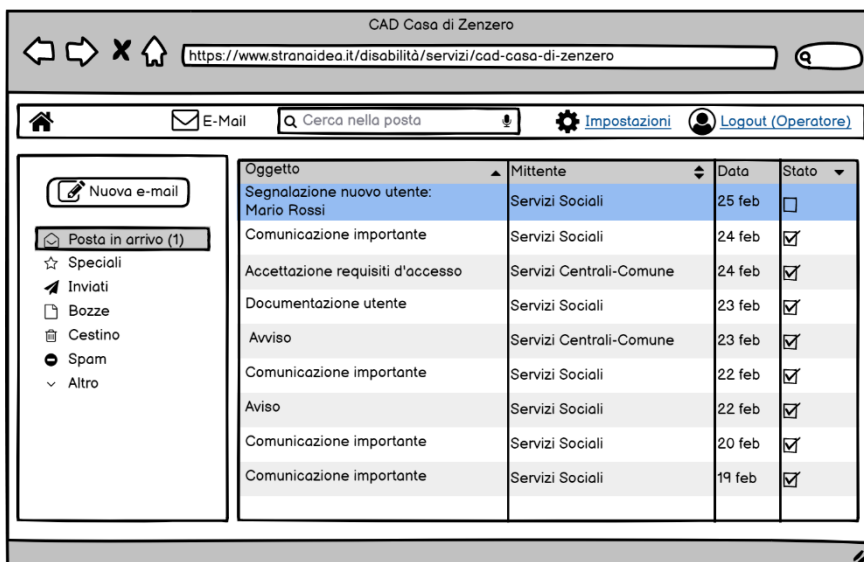 CAD Casa di Zenzero
https://www.stranaidea.it/disabilità/servizi/cad-casa-di-zenzero
E-Mail
Cerca nella posta
Impostazioni
Logout (Operatore)
Nuova e-mail
Posta in arrivo (1)
Speciali
Inviati
Bozze
Cestino
Spam
Altro
Oggetto Mittente Data Stato
Segnalazione nuovo utente:
Mario Rossi
Servizi Sociali 25 feb
Comunicazione importante Servizi Sociali 24 feb
Accettazione requisiti d'accesso Servizi Centrali-Comune 24 feb
Documentazione utente Servizi Sociali 23 feb
Avviso Servizi Centrali-Comune 23 feb
Comunicazione importante Servizi Sociali 22 feb
Aviso Servizi Sociali 22 feb
Comunicazione importante Servizi Sociali 20 feb
Comunicazione importante Servizi Sociali 19 feb